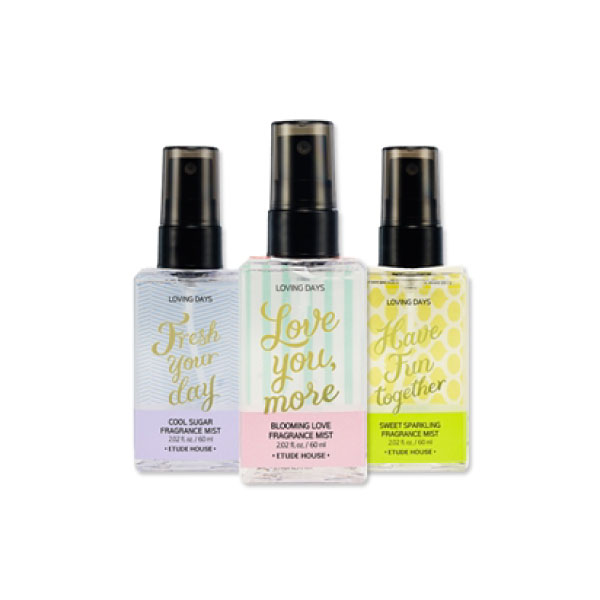 LOVING DAYS
Fresh
your
day
COOL SUGAR
FRAGRANCE MIST
2.02 fl. oz. / 60 ml
• ETUDE HOUSE •
LOVING DAYS
Love
you,
more
BLOOMING LOVE
FRAGRANCE MIST
2.02 fl. oz. / 60 ml
• ETUDE HOUSE •
LOVING DAYS
Have
Fun
together
SWEET SPARKLING
FRAGRANCE MIST
2.02 fl. oz. / 60 ml
• ETUDE HOUSE •